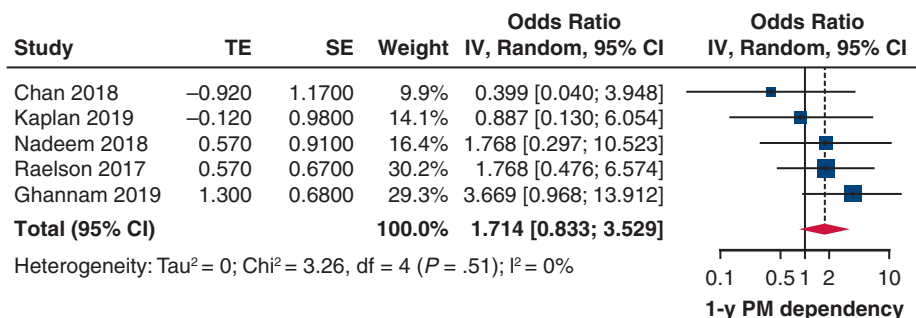 Odds Ratio Odds Ratio
Study TE SE Weight IV, Random, 95% CI IV, Random, 95% CI
Chan 2018 –0.920 1.1700 9.9% 0.399 [0.040; 3.948]
Kaplan 2019 –0.120 0.9800 14.1% 0.887 [0.130; 6.054]
Nadeem 2018 0.570 0.9100 16.4% 1.768 [0.297; 10.523]
Raelson 2017 0.570 0.6700 30.2% 1.768 [0.476; 6.574]
Ghannam 2019 1.300 0.6800 29.3% 3.669 [0.968; 13.912]
Total (95% CI) 100.0% 1.714 [0.833; 3.529]
Heterogeneity: Tau² = 0; Chi² = 3.26, df = 4 (P = .51); I² = 0%
0.1 0.5 1 2 10
1-y PM dependency